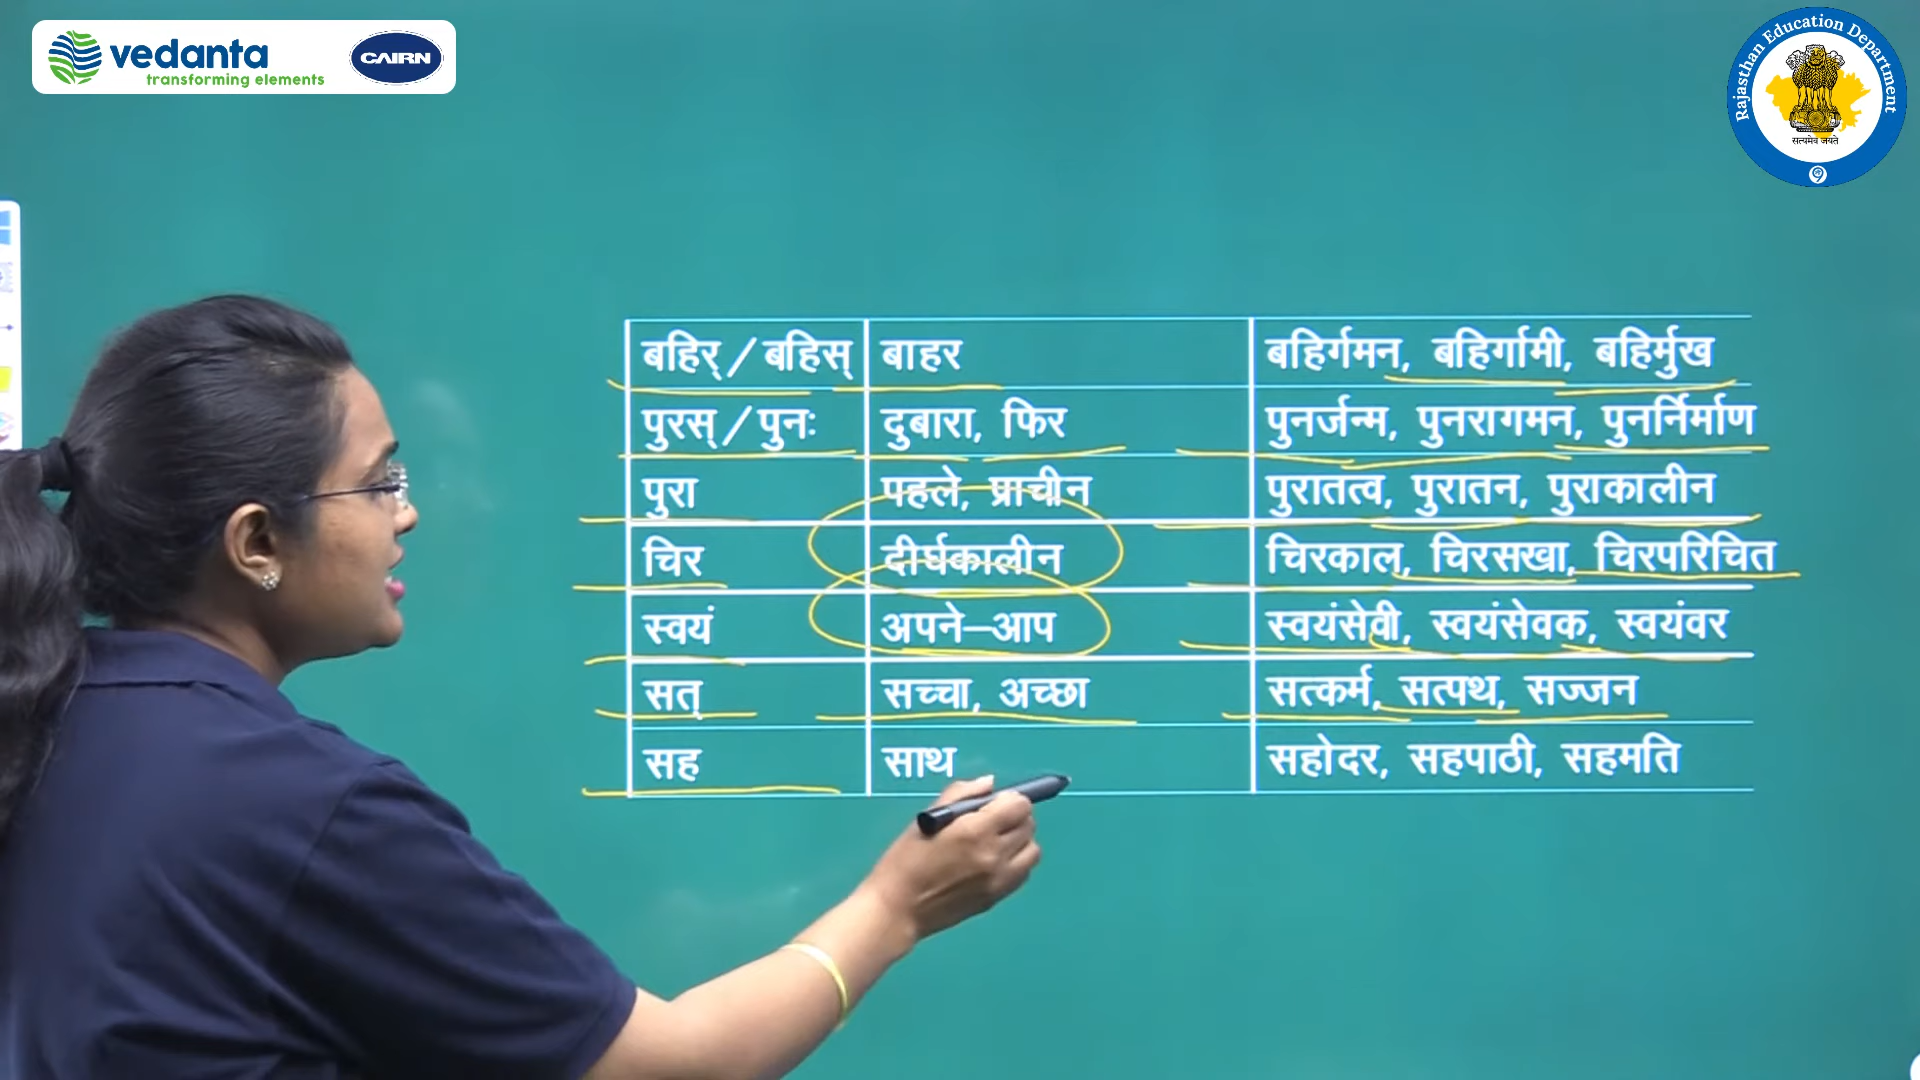 vedanta
transforming elements
CAIRN
Rajasthan Education Department
सत्यमेव जयते
बहिर् / बहिस् बाहर बहिर्गमन, बहिर्गामी, बहिर्मुख
पुरस् / पुनः दुबारा, फिर पुनर्जन्म, पुनरागमन, पुनर्निर्माण
पुरा पहले, प्राचीन पुरातत्व, पुरातन, पुराकालीन
चिर दीर्घकालीन चिरकाल, चिरसखा, चिरपरिचित
स्वयं अपने–आप स्वयंसेवी, स्वयंसेवक, स्वयंवर
सत् सच्चा, अच्छा सत्कर्म, सत्पथ, सज्जन
सह साथ सहोदर, सहपाठी, सहमति